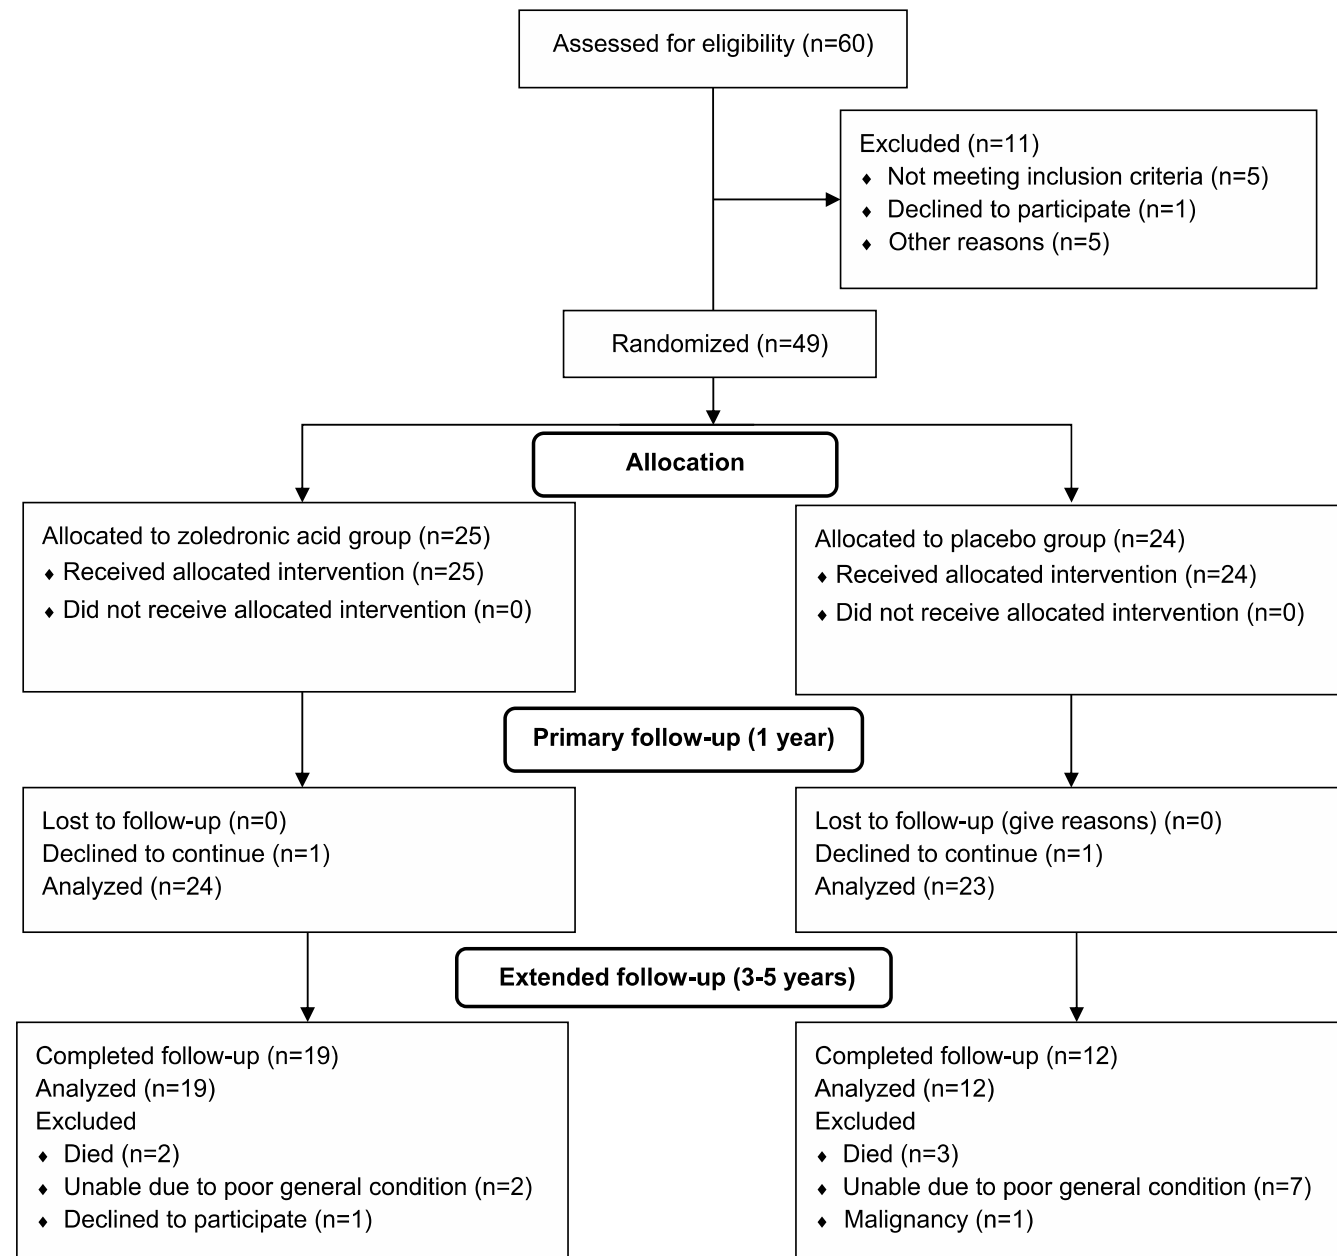 Assessed for eligibility (n=60)
Excluded (n=11)
♦ Not meeting inclusion criteria (n=5)
♦ Declined to participate (n=1)
♦ Other reasons (n=5)
Randomized (n=49)
Allocation
Allocated to zoledronic acid group (n=25)
♦ Received allocated intervention (n=25)
♦ Did not receive allocated intervention (n=0)
Allocated to placebo group (n=24)
♦ Received allocated intervention (n=24)
♦ Did not receive allocated intervention (n=0)
Primary follow-up (1 year)
Lost to follow-up (n=0)
Declined to continue (n=1)
Analyzed (n=24)
Lost to follow-up (give reasons) (n=0)
Declined to continue (n=1)
Analyzed (n=23)
Extended follow-up (3-5 years)
Completed follow-up (n=19)
Analyzed (n=19)
Excluded
♦ Died (n=2)
♦ Unable due to poor general condition (n=2)
♦ Declined to participate (n=1)
Completed follow-up (n=12)
Analyzed (n=12)
Excluded
♦ Died (n=3)
♦ Unable due to poor general condition (n=7)
♦ Malignancy (n=1)